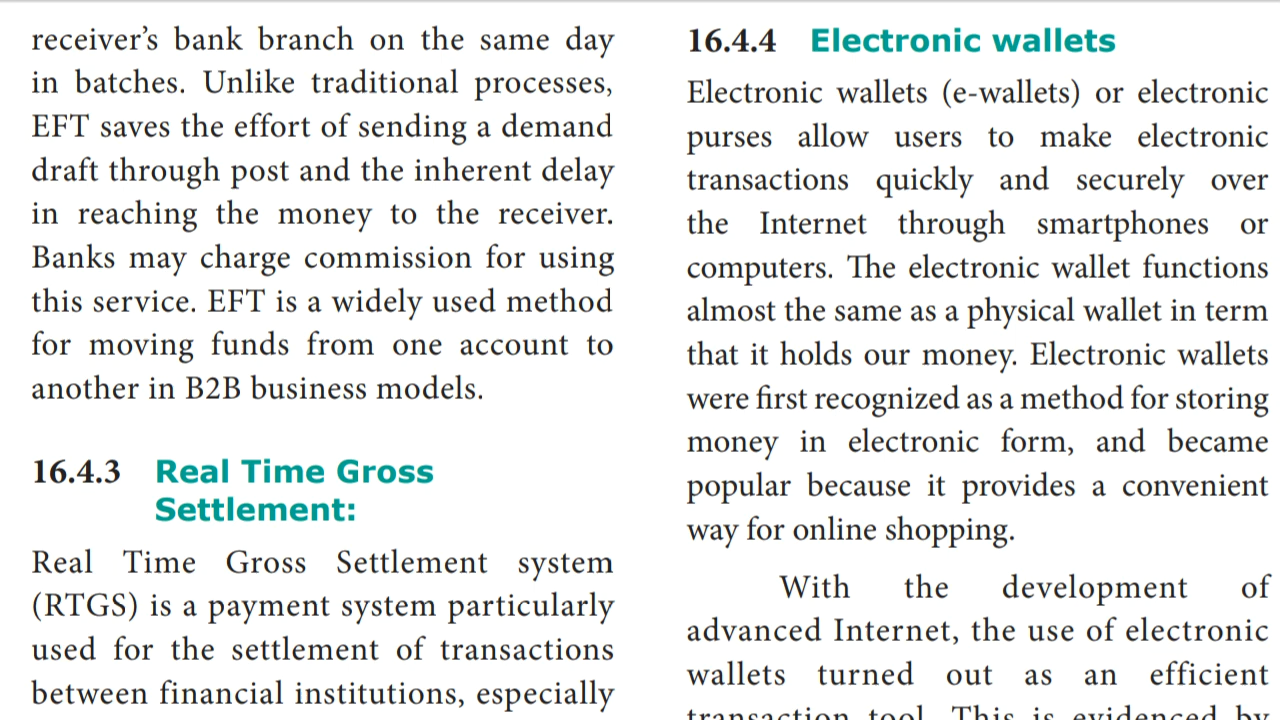 receiver’s bank branch on the same day
in batches. Unlike traditional processes,
EFT saves the effort of sending a demand
draft through post and the inherent delay
in reaching the money to the receiver.
Banks may charge commission for using
this service. EFT is a widely used method
for moving funds from one account to
another in B2B business models.
16.4.3 Real Time Gross
Settlement:
Real Time Gross Settlement system
(RTGS) is a payment system particularly
used for the settlement of transactions
between financial institutions, especially
16.4.4 Electronic wallets
Electronic wallets (e-wallets) or electronic
purses allow users to make electronic
transactions quickly and securely over
the Internet through smartphones or
computers. The electronic wallet functions
almost the same as a physical wallet in term
that it holds our money. Electronic wallets
were first recognized as a method for storing
money in electronic form, and became
popular because it provides a convenient
way for online shopping.
With the development of
advanced Internet, the use of electronic
wallets turned out as an efficient
transaction tool. This is evidenced by